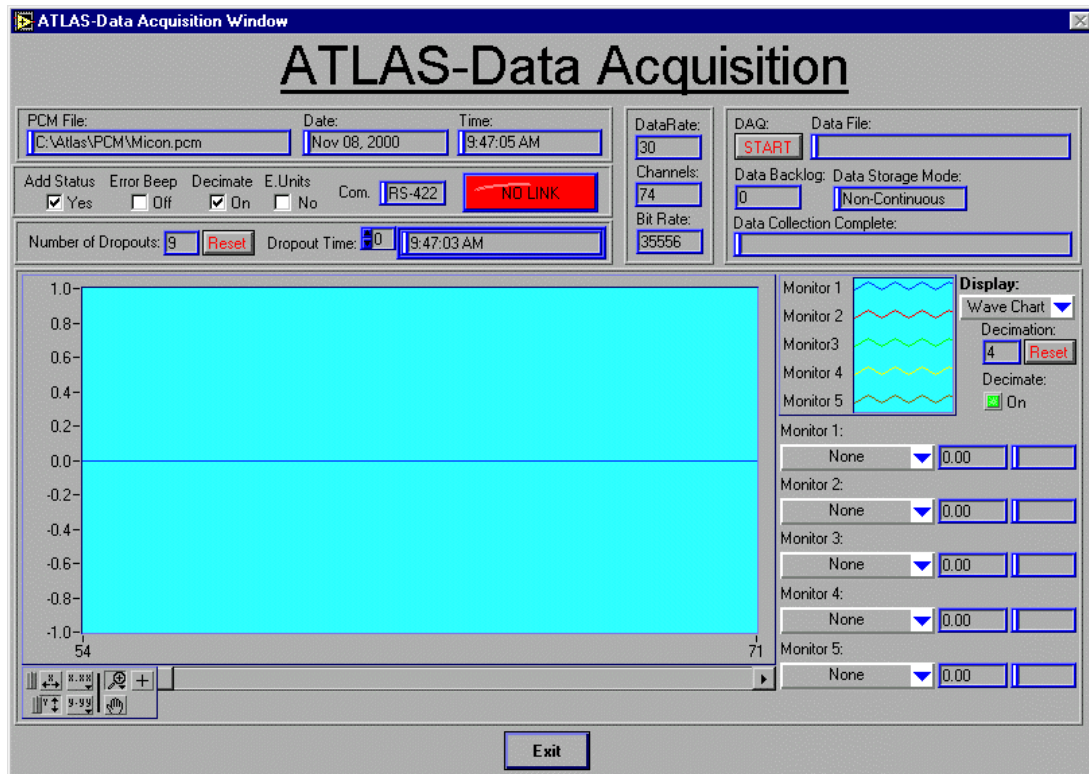 ATLAS-Data Acquisition Window
ATLAS-Data Acquisition
PCM File:
C:\Atlas\PCM\Micon.pcm
Date:
Nov 08, 2000
Time:
9:47:05 AM
Add Status
Yes
Error Beep
Off
Decimate
On
E.Units
No
Com.
RS-422
NO LINK
Number of Dropouts:
9
Reset
Dropout Time:
0
9:47:03 AM
DataRate:
30
Channels:
74
Bit Rate:
35556
DAQ:
START
Data File:
Data Backlog:
0
Data Storage Mode:
Non-Continuous
Data Collection Complete:
1.0
0.8
0.6
0.4
0.2
0.0
-0.2
-0.4
-0.6
-0.8
-1.0
54
71
Monitor 1
Monitor 2
Monitor3
Monitor 4
Monitor 5
Display:
Wave Chart
Decimation:
4
Reset
Decimate:
On
Monitor 1:
None
0.00
Monitor 2:
None
0.00
Monitor 3:
None
0.00
Monitor 4:
None
0.00
Monitor 5:
None
0.00
X
x.xx
Y
y.yy
Exit